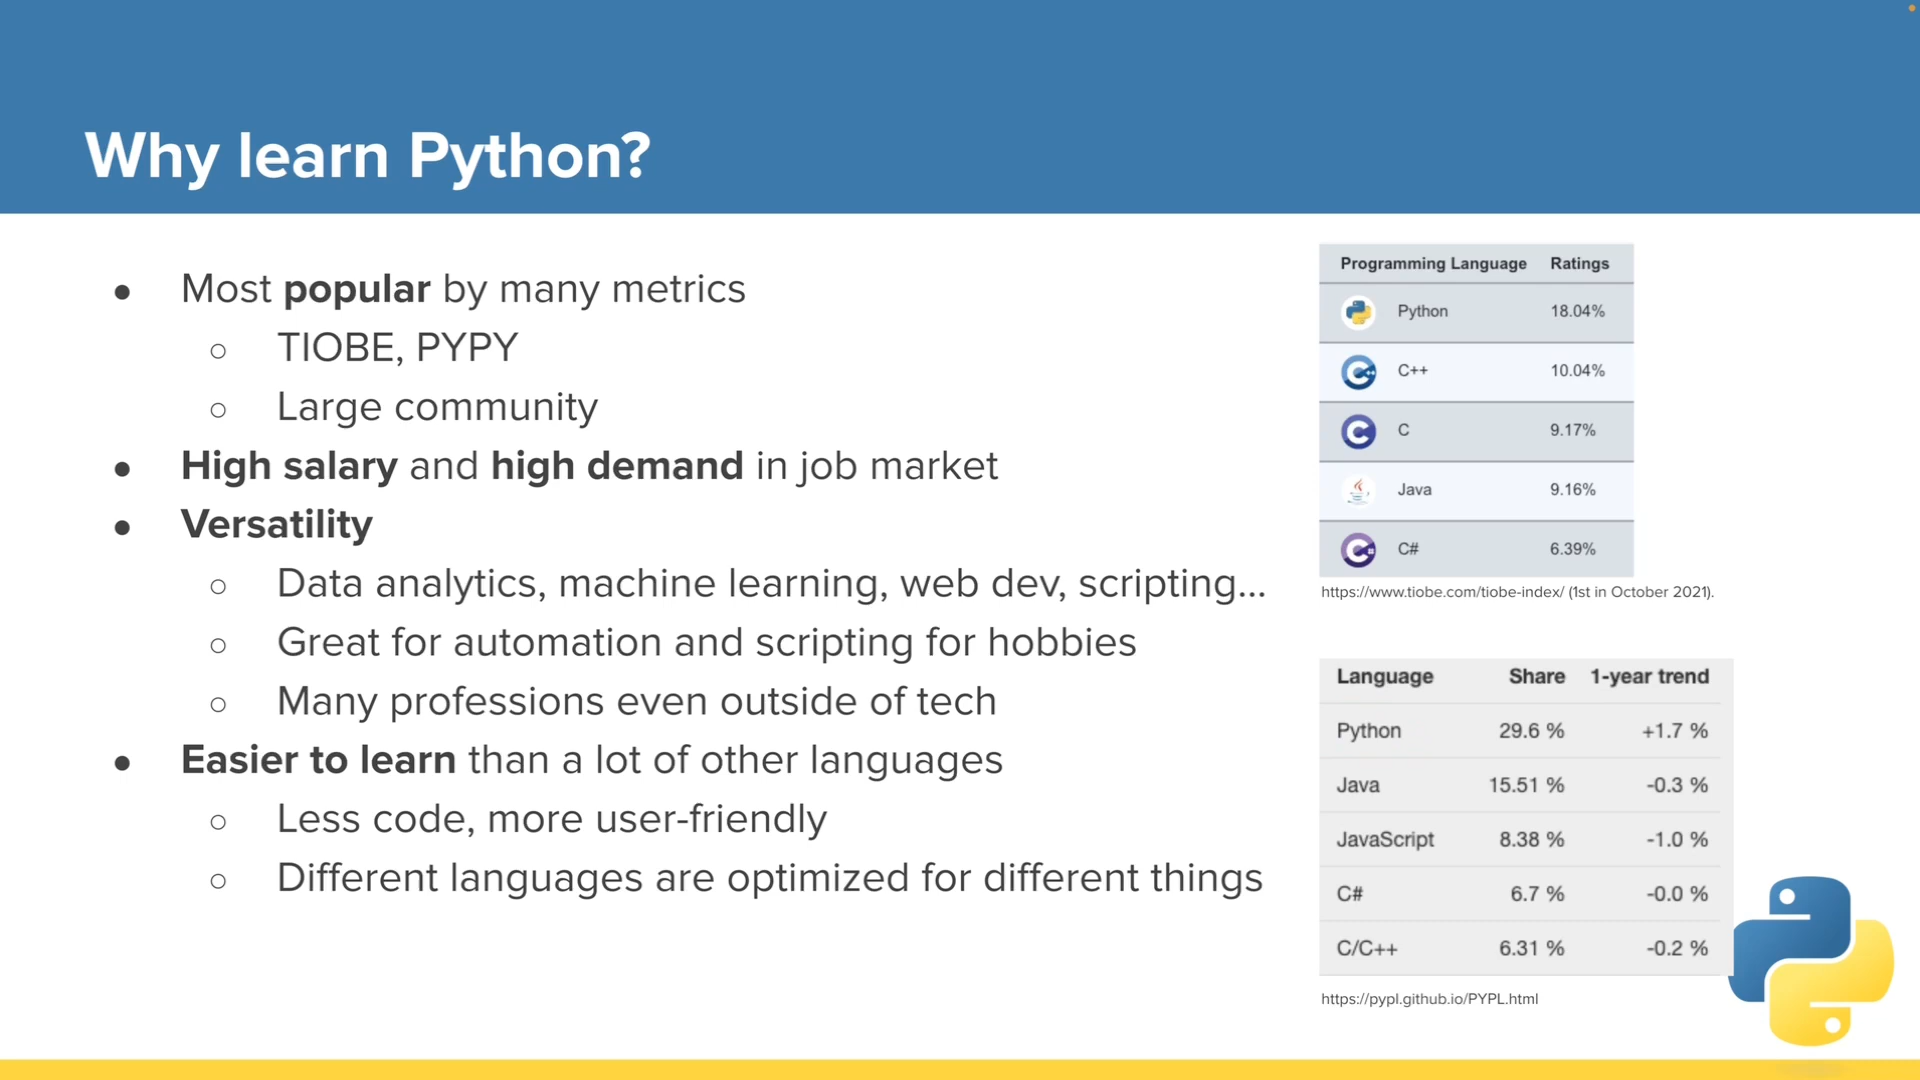 Why learn Python?
● Most popular by many metrics
○ TIOBE, PYPY
○ Large community
● High salary and high demand in job market
● Versatility
○ Data analytics, machine learning, web dev, scripting...
○ Great for automation and scripting for hobbies
○ Many professions even outside of tech
● Easier to learn than a lot of other languages
○ Less code, more user-friendly
○ Different languages are optimized for different things
Programming Language Ratings
Python 18.04%
C++ 10.04%
C 9.17%
Java 9.16%
C# 6.39%
https://www.tiobe.com/tiobe-index/ (1st in October 2021).
Language Share 1-year trend
Python 29.6 % +1.7 %
Java 15.51 % -0.3 %
JavaScript 8.38 % -1.0 %
C# 6.7 % -0.0 %
C/C++ 6.31 % -0.2 %
https://pypl.github.io/PYPL.html